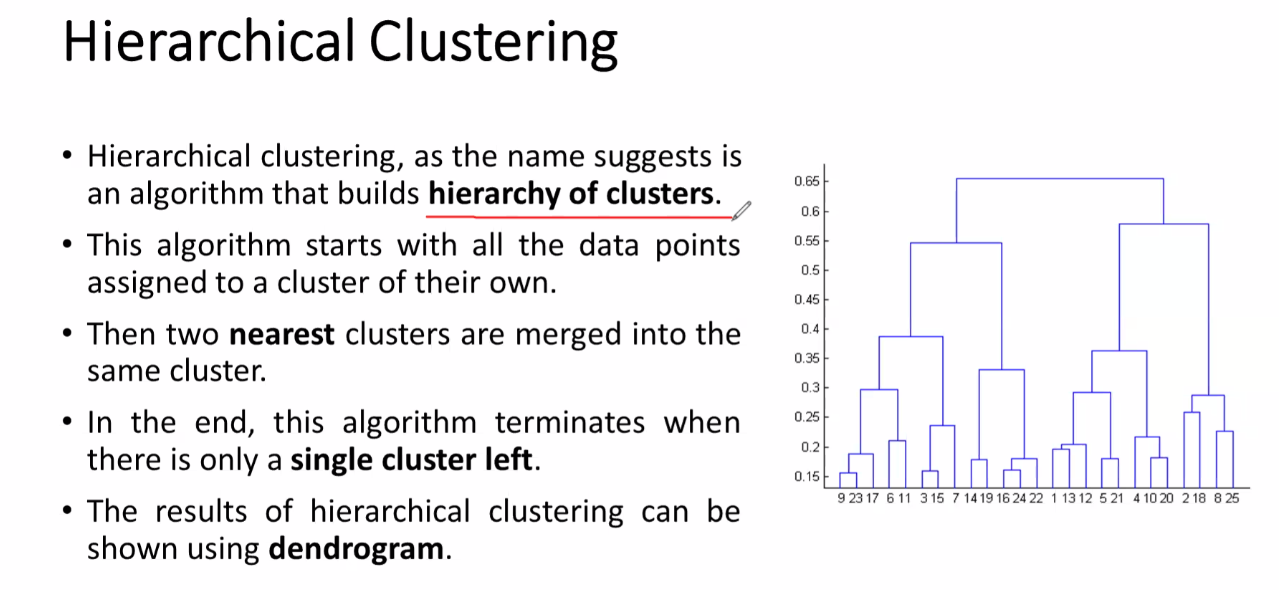 Hierarchical Clustering
• Hierarchical clustering, as the name suggests is
an algorithm that builds hierarchy of clusters.
• This algorithm starts with all the data points
assigned to a cluster of their own.
• Then two nearest clusters are merged into the
same cluster.
• In the end, this algorithm terminates when
there is only a single cluster left.
• The results of hierarchical clustering can be
shown using dendrogram.
0.65
0.6
0.55
0.5
0.45
0.4
0.35
0.3
0.25
0.2
0.15
9 23 17 6 11 3 15 7 14 19 16 24 22 1 13 12 5 21 4 10 20 2 18 8 25